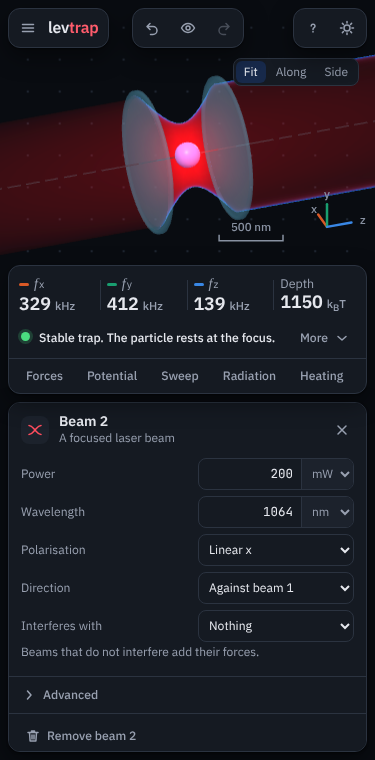 levtrap
?
Fit Along Side
500 nm
y
x
z
fx fy fz Depth
329 kHz 412 kHz 139 kHz 1150 kBT
Stable trap. The particle rests at the focus. More
Forces Potential Sweep Radiation Heating
Beam 2
A focused laser beam
Power 200 mW
Wavelength 1064 nm
Polarisation Linear x
Direction Against beam 1
Interferes with Nothing
Beams that do not interfere add their forces.
Advanced
Remove beam 2